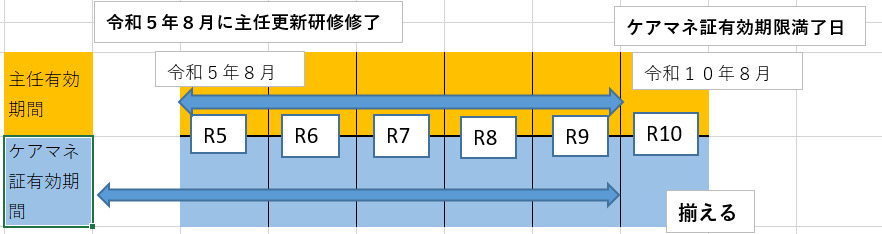 令和５年８月に主任更新研修修了
ケアマネ証有効期限満了日
主任有効
期間
令和５年８月
令和１０年８月
R5
R6
R7
R8
R9
R10
ケアマネ
証有効期
間
揃える